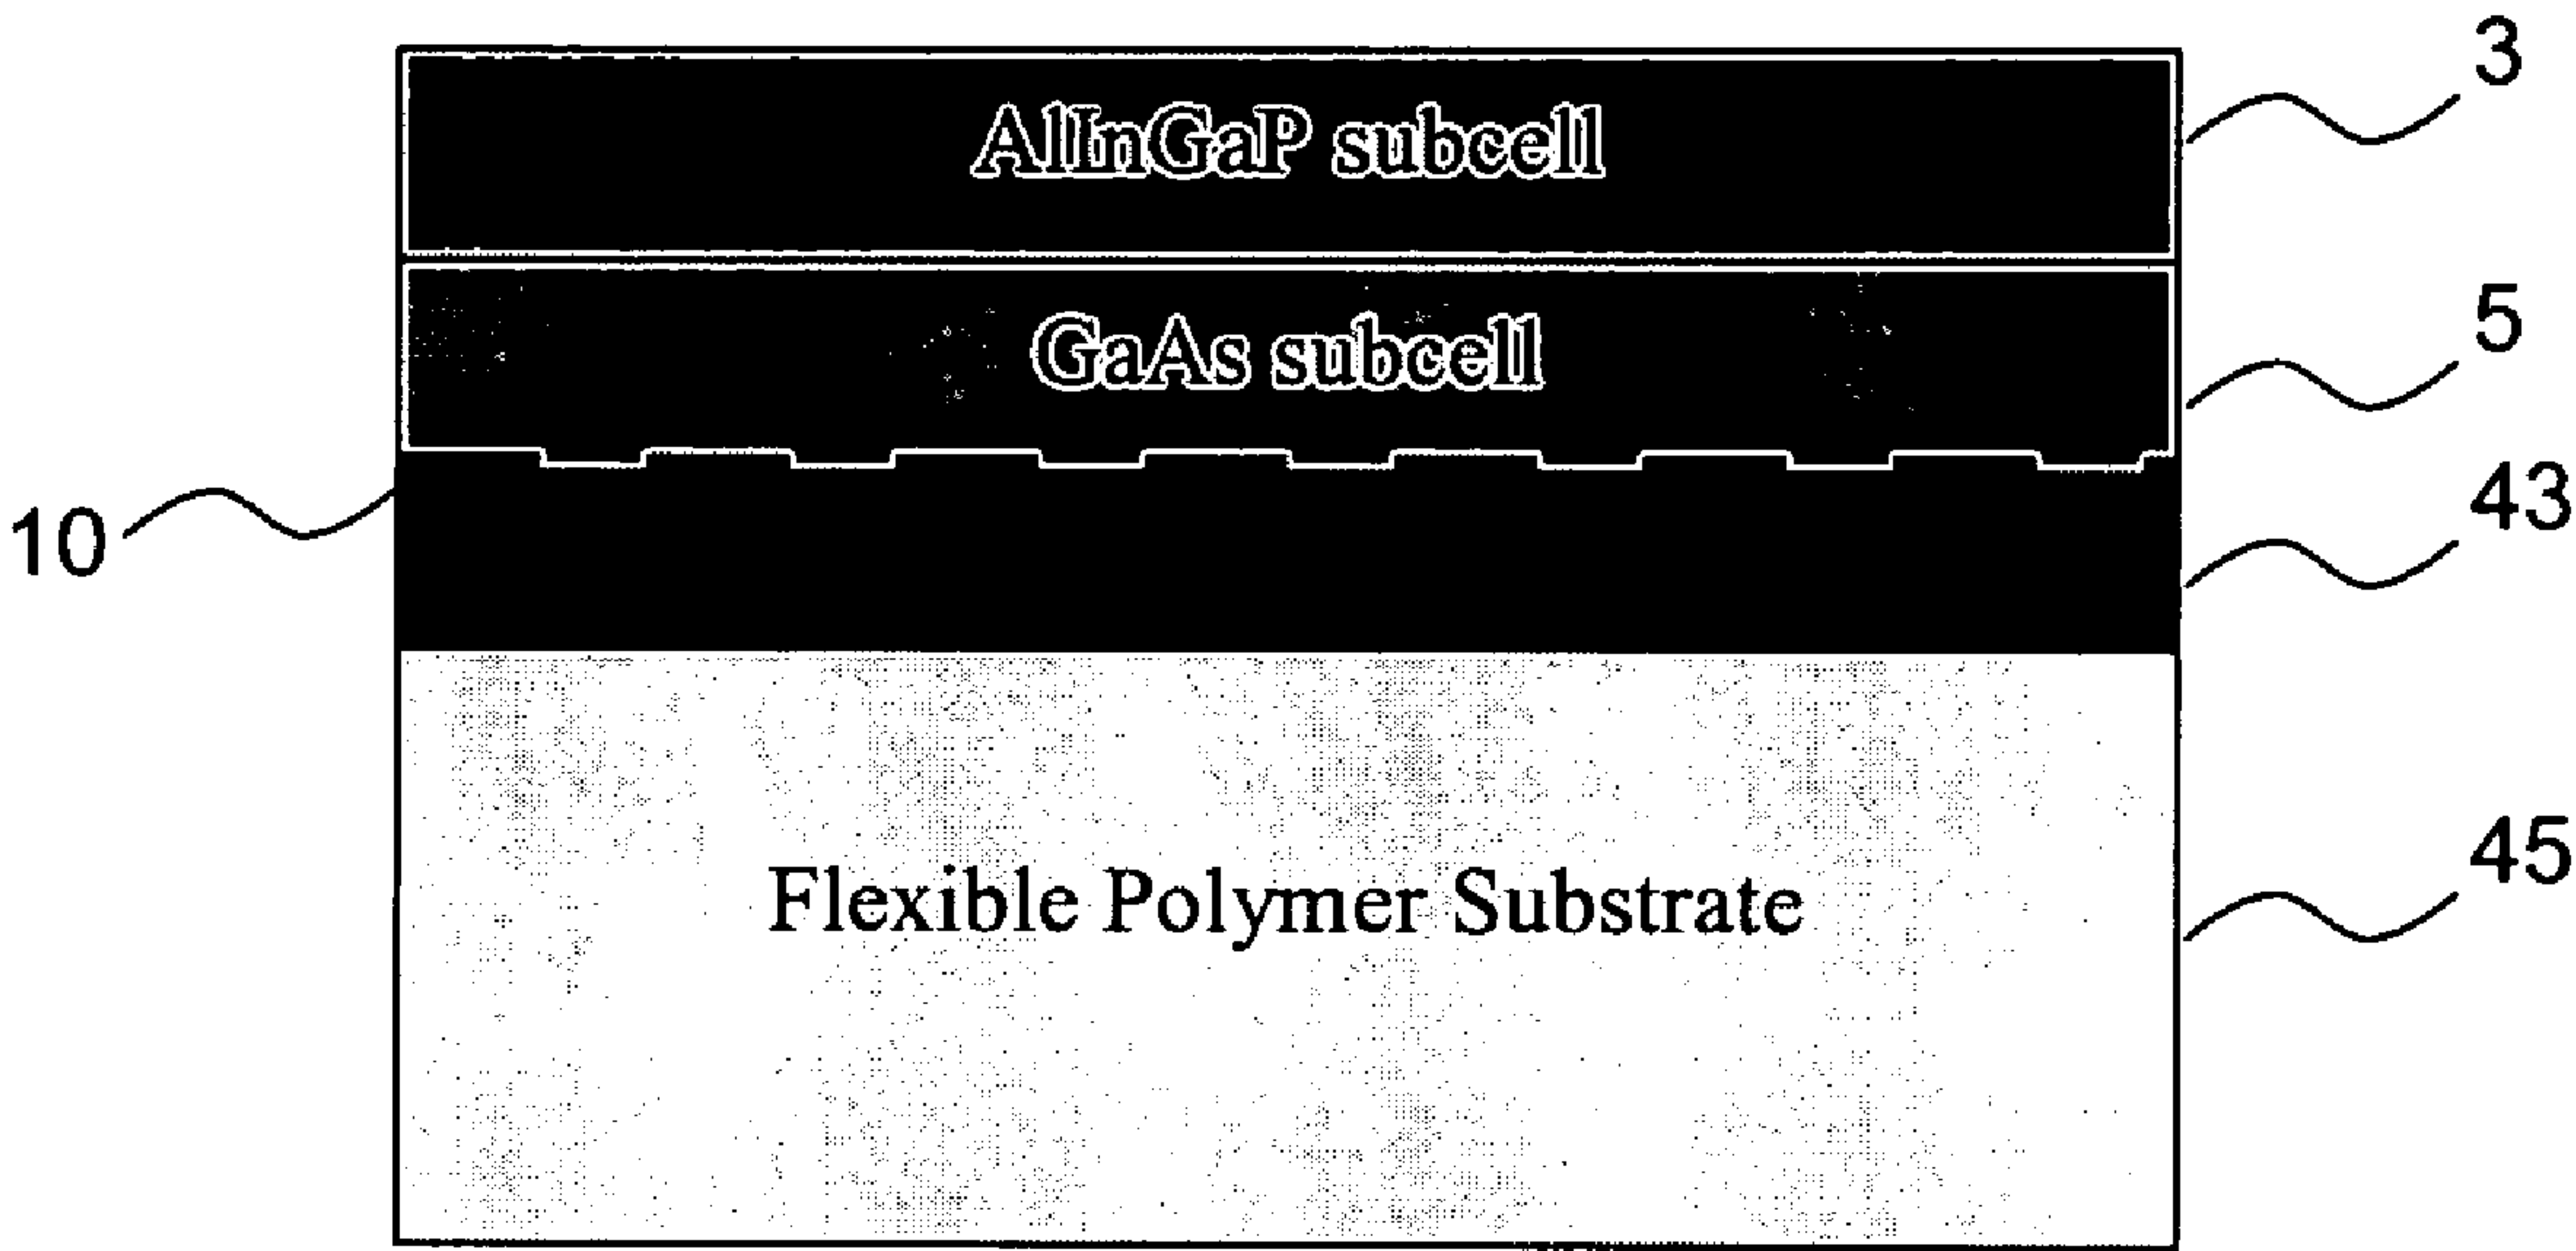 3
AlInGaP subcell
5
GaAs subcell
43
10
45
Flexible Polymer Substrate